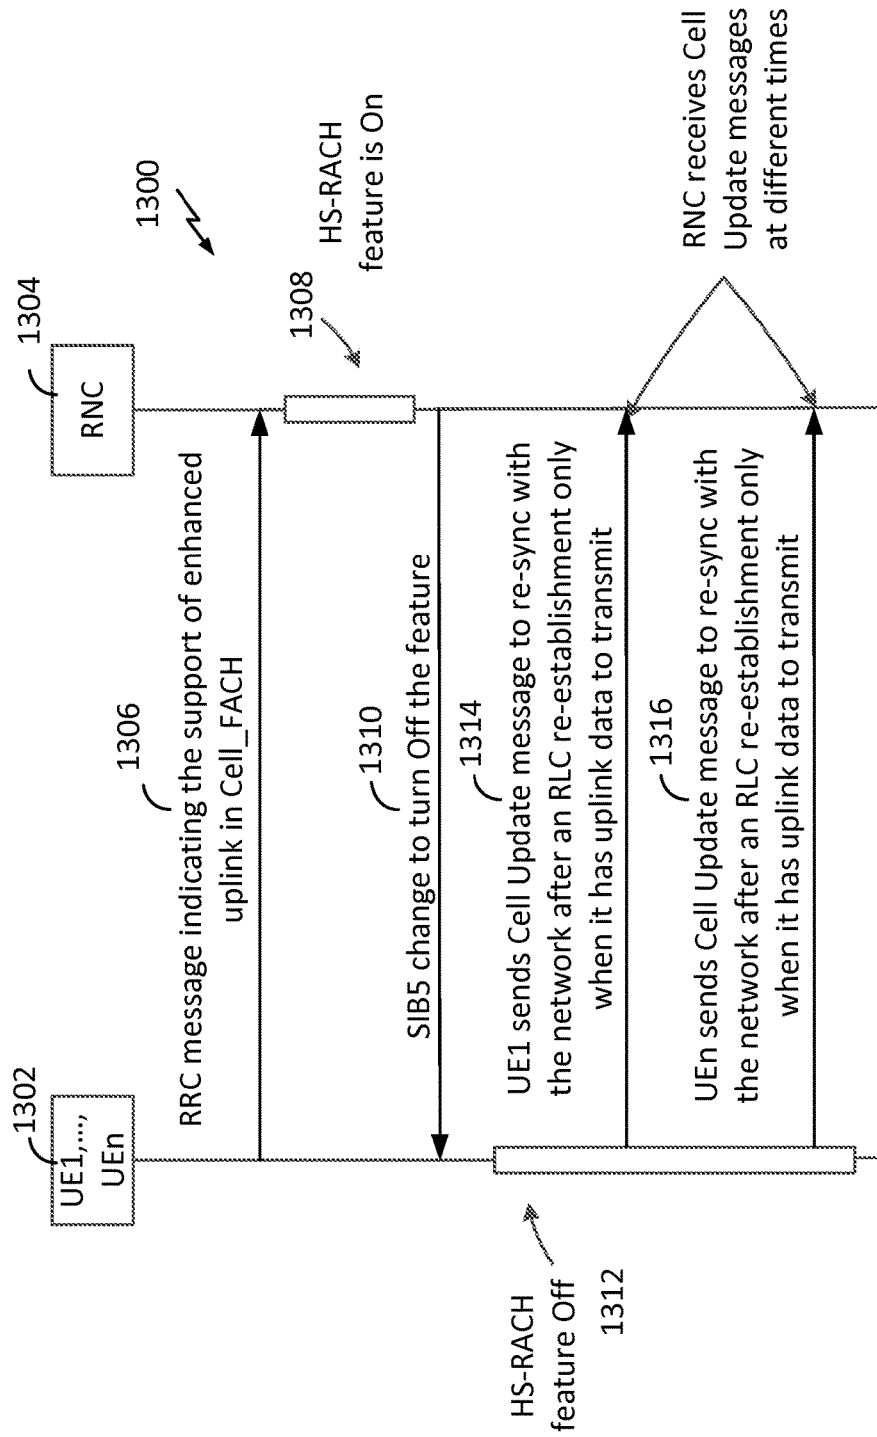 1300
1302
UE1,...,
UEn
1304
RNC
1306
RRC message indicating the support of enhanced
uplink in Cell_FACH
1308
HS-RACH
feature is On
1310
SIB5 change to turn Off the feature
HS-RACH
feature Off
1312
1314
UE1 sends Cell Update message to re-sync with
the network after an RLC re-establishment only
when it has uplink data to transmit
1316
UEn sends Cell Update message to re-sync with
the network after an RLC re-establishment only
when it has uplink data to transmit
RNC receives Cell
Update messages
at different times